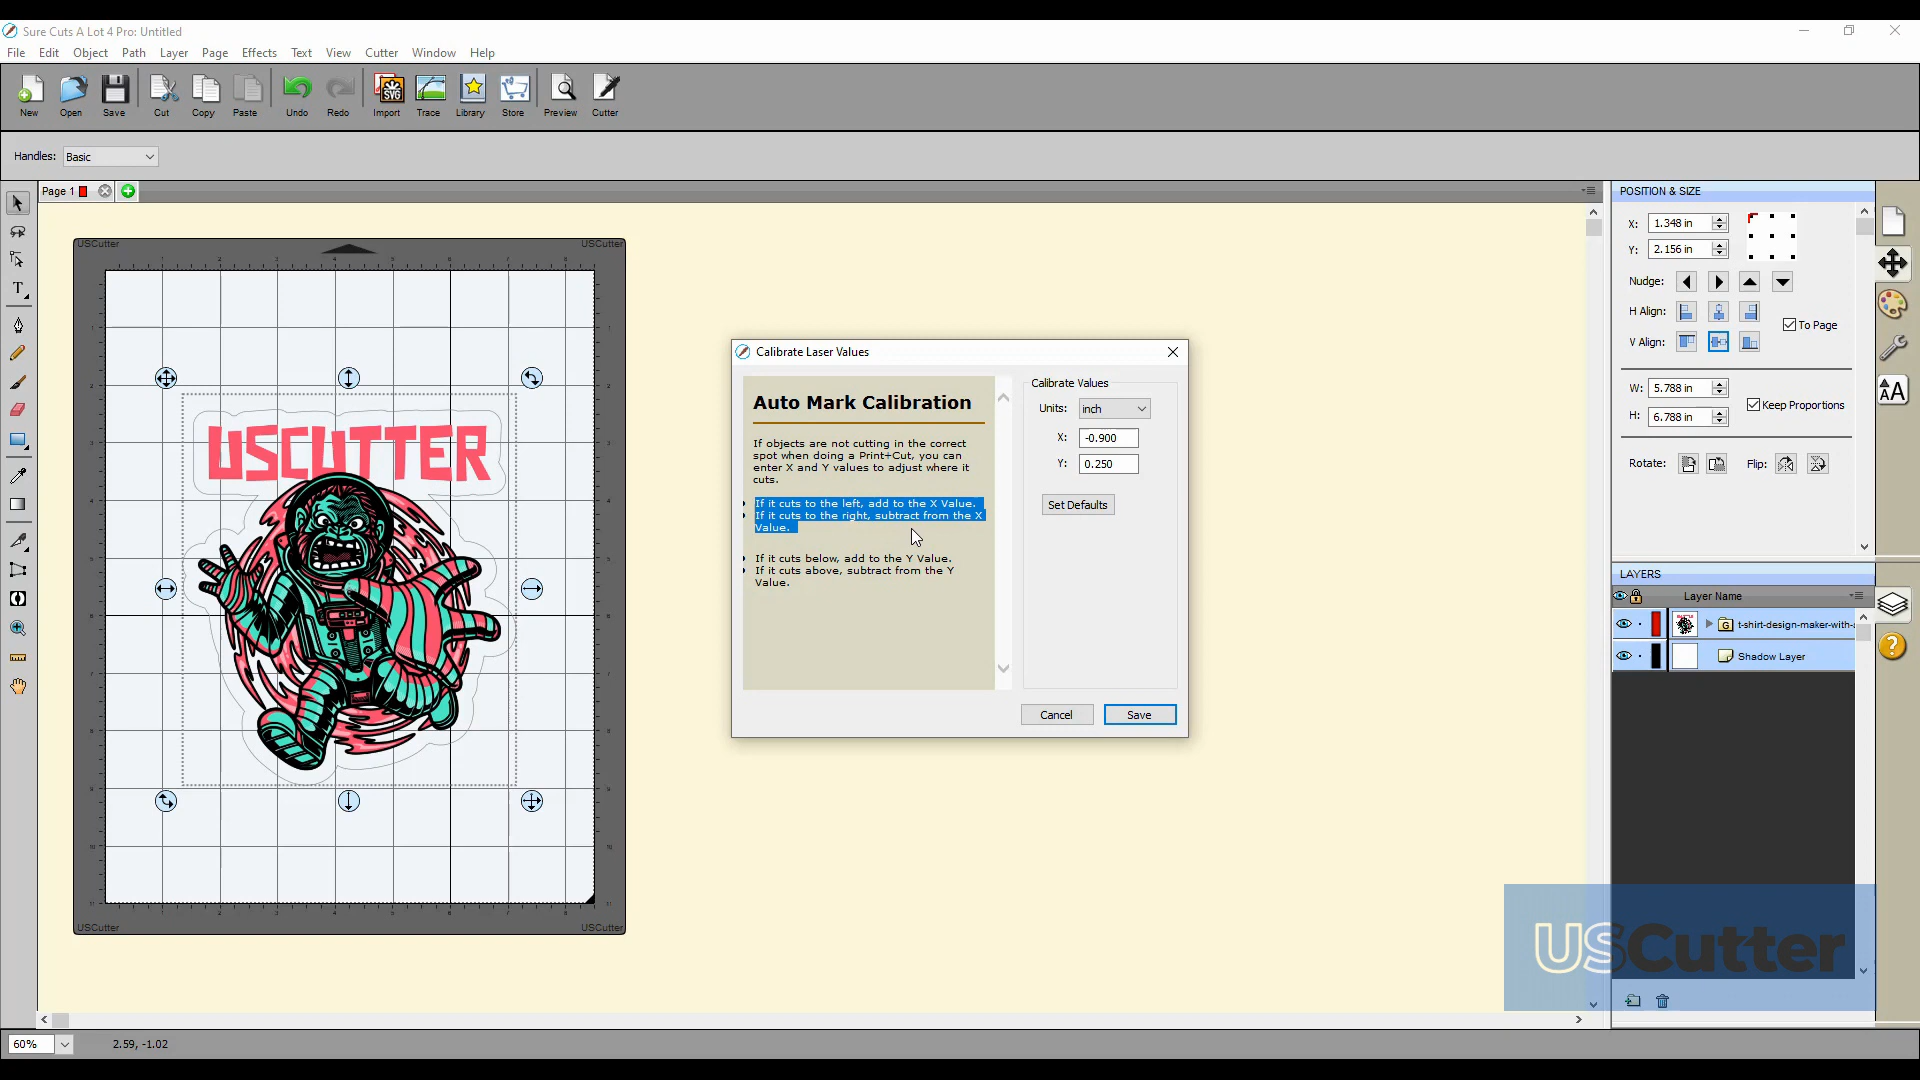 Sure Cuts A Lot 4 Pro: Untitled
File Edit Object Path Layer Page Effects Text View Cutter Window Help
New Open Save Cut Copy Paste Undo Redo Import Trace Library Store Preview Cutter
SVG
Handles: Basic
Page 1
USCutter USCutter
USCUTTER
USCutter USCutter
Calibrate Laser Values
Auto Mark Calibration
If objects are not cutting in the correct
spot when doing a Print+Cut, you can
enter X and Y values to adjust where it
cuts.
If it cuts to the left, add to the X Value.
If it cuts to the right, subtract from the X
Value.
If it cuts below, add to the Y Value.
If it cuts above, subtract from the Y
Value.
Calibrate Values
Units: inch
X: -0.900
Y: 0.250
Set Defaults
Cancel Save
POSITION & SIZE
X: 1.348 in
Y: 2.156 in
Nudge:
H Align:
To Page
V Align:
W: 5.788 in
Keep Proportions
H: 6.788 in
Rotate: Flip:
AA
LAYERS
Layer Name
G t-shirt-design-maker-with-
Shadow Layer
USCutter
60% 2.59, -1.02